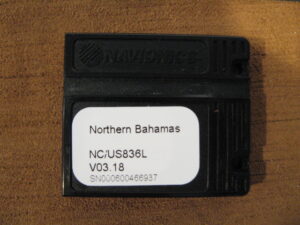 NAVIONICS
Northern Bahamas
NC/US836L
V03.18
SN000600466937